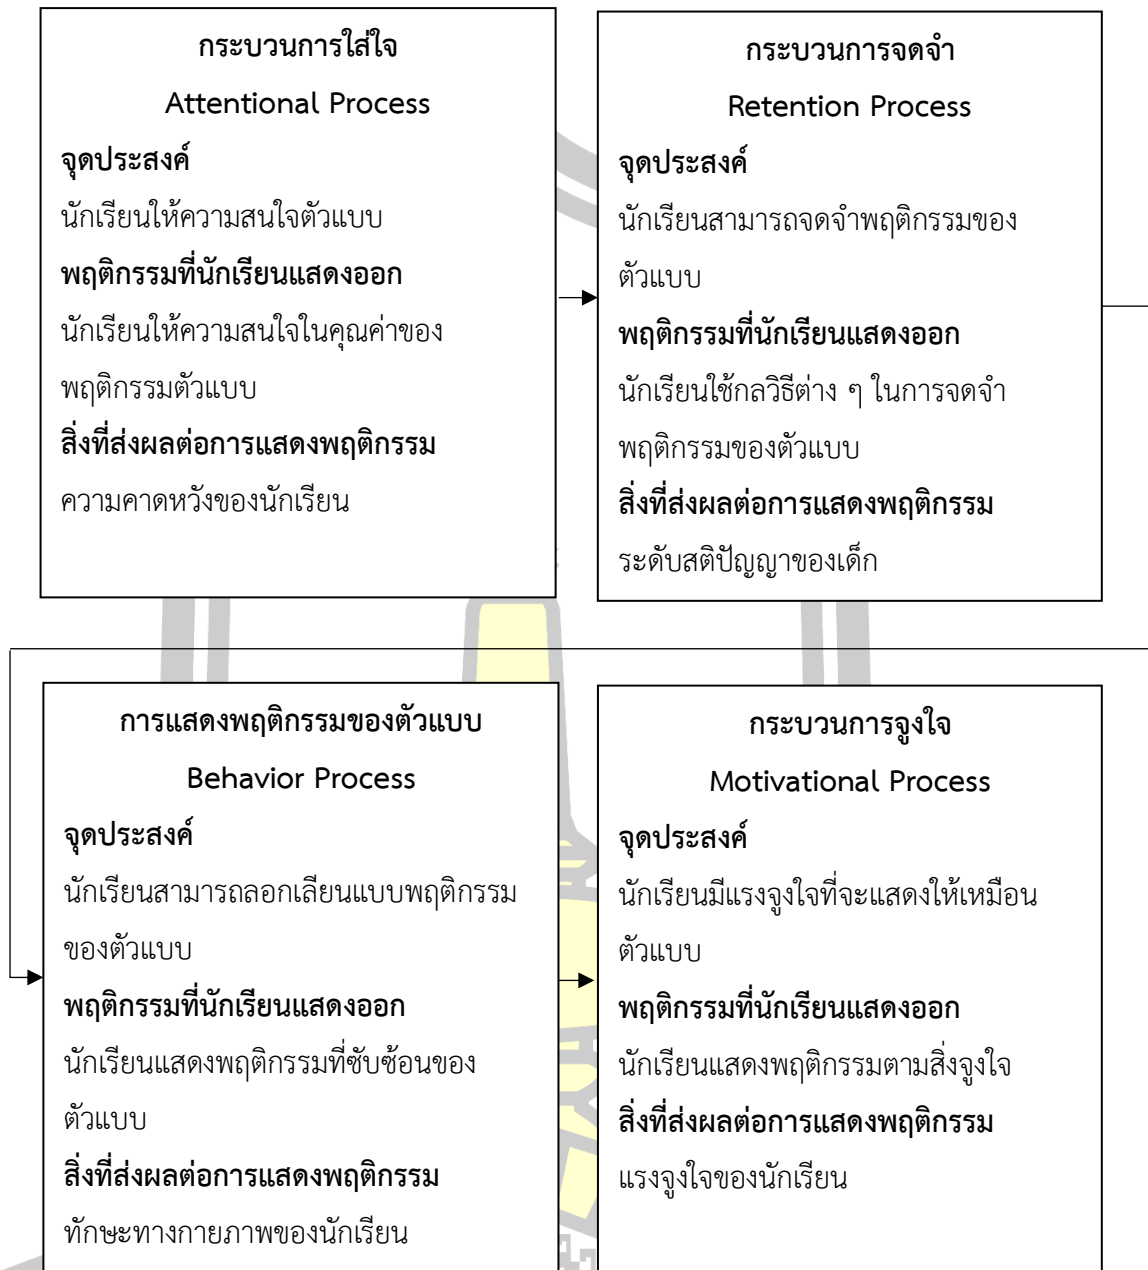 กระบวนการใส่ใจ
Attentional Process
จุดประสงค์
นักเรียนให้ความสนใจตัวแบบ
พฤติกรรมที่นักเรียนแสดงออก
นักเรียนให้ความสนใจในคุณค่าของ
พฤติกรรมตัวแบบ
สิ่งที่ส่งผลต่อการแสดงพฤติกรรม
ความคาดหวังของนักเรียน
กระบวนการจดจำ
Retention Process
จุดประสงค์
นักเรียนสามารถจดจำพฤติกรรมของ
ตัวแบบ
พฤติกรรมที่นักเรียนแสดงออก
นักเรียนใช้กลวิธีต่าง ๆ ในการจดจำ
พฤติกรรมของตัวแบบ
สิ่งที่ส่งผลต่อการแสดงพฤติกรรม
ระดับสติปัญญาของเด็ก
การแสดงพฤติกรรมของตัวแบบ
Behavior Process
จุดประสงค์
นักเรียนสามารถลอกเลียนแบบพฤติกรรม
ของตัวแบบ
พฤติกรรมที่นักเรียนแสดงออก
นักเรียนแสดงพฤติกรรมที่ซับซ้อนของ
ตัวแบบ
สิ่งที่ส่งผลต่อการแสดงพฤติกรรม
ทักษะทางกายภาพของนักเรียน
กระบวนการจูงใจ
Motivational Process
จุดประสงค์
นักเรียนมีแรงจูงใจที่จะแสดงให้เหมือน
ตัวแบบ
พฤติกรรมที่นักเรียนแสดงออก
นักเรียนแสดงพฤติกรรมตามสิ่งจูงใจ
สิ่งที่ส่งผลต่อการแสดงพฤติกรรม
แรงจูงใจของนักเรียน